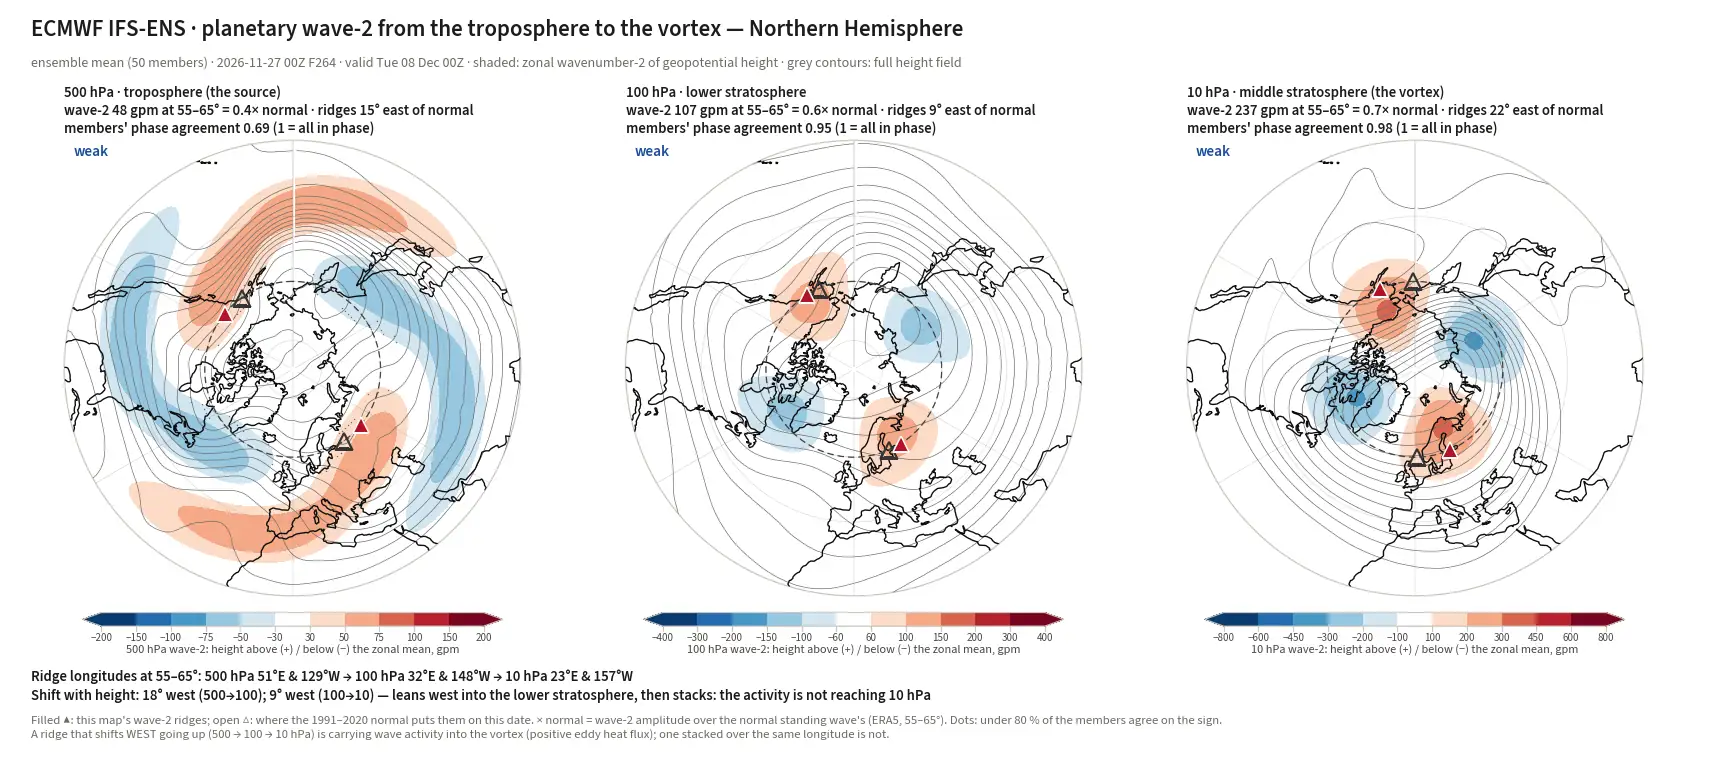 ECMWF IFS-ENS · planetary wave-2 from the troposphere to the vortex — Northern Hemisphere
ensemble mean (50 members) · 2026-11-27 00Z F264 · valid Tue 08 Dec 00Z · shaded: zonal wavenumber-2 of geopotential height · grey contours: full height field
500 hPa · troposphere (the source)
wave-2 48 gpm at 55–65° = 0.4× normal · ridges 15° east of normal
members' phase agreement 0.69 (1 = all in phase)
weak
100 hPa · lower stratosphere
wave-2 107 gpm at 55–65° = 0.6× normal · ridges 9° east of normal
members' phase agreement 0.95 (1 = all in phase)
weak
10 hPa · middle stratosphere (the vortex)
wave-2 237 gpm at 55–65° = 0.7× normal · ridges 22° east of normal
members' phase agreement 0.98 (1 = all in phase)
weak
−200 −150 −100 −75 −50 −30 30 50 75 100 150 200
500 hPa wave-2: height above (+) / below (−) the zonal mean, gpm
−400 −300 −200 −150 −100 −60 60 100 150 200 300 400
100 hPa wave-2: height above (+) / below (−) the zonal mean, gpm
−800 −600 −450 −300 −200 −100 100 200 300 450 600 800
10 hPa wave-2: height above (+) / below (−) the zonal mean, gpm
Ridge longitudes at 55–65°: 500 hPa 51°E & 129°W → 100 hPa 32°E & 148°W → 10 hPa 23°E & 157°W
Shift with height: 18° west (500→100); 9° west (100→10) — leans west into the lower stratosphere, then stacks: the activity is not reaching 10 hPa
Filled ▲: this map's wave-2 ridges; open △: where the 1991–2020 normal puts them on this date. × normal = wave-2 amplitude over the normal standing wave's (ERA5, 55–65°). Dots: under 80 % of the members agree on the sign.
A ridge that shifts WEST going up (500 → 100 → 10 hPa) is carrying wave activity into the vortex (positive eddy heat flux); one stacked over the same longitude is not.